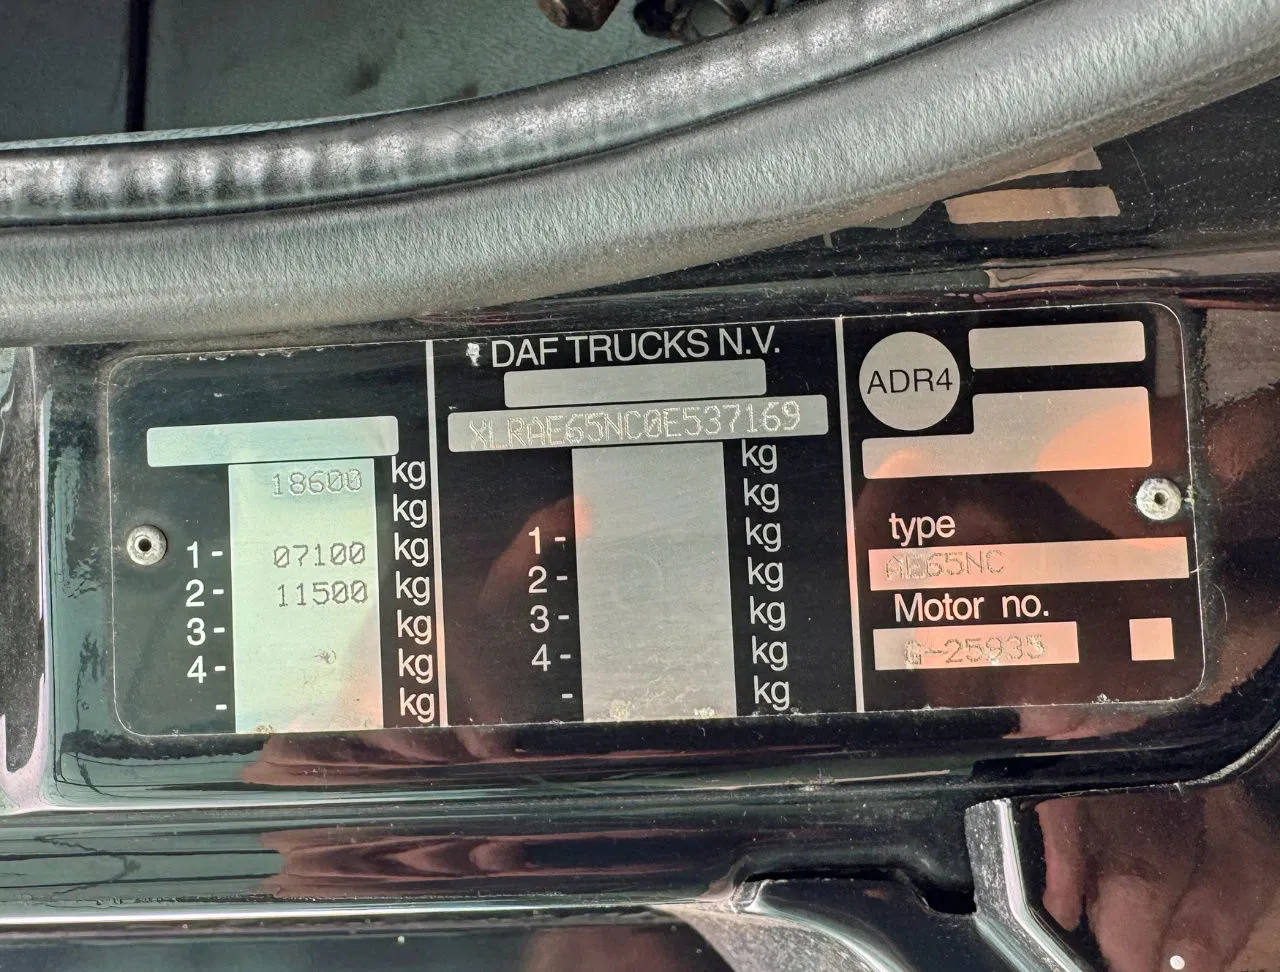 DAF TRUCKS N.V.
XLRAE65NC0E537169
18600 kg
kg
1- 07100 kg
2- 11500 kg
3- kg
4- kg
- kg
kg
kg
1- kg
2- kg
3- kg
4- kg
- kg
ADR4
type
AE65NC
Motor no.
G-25935